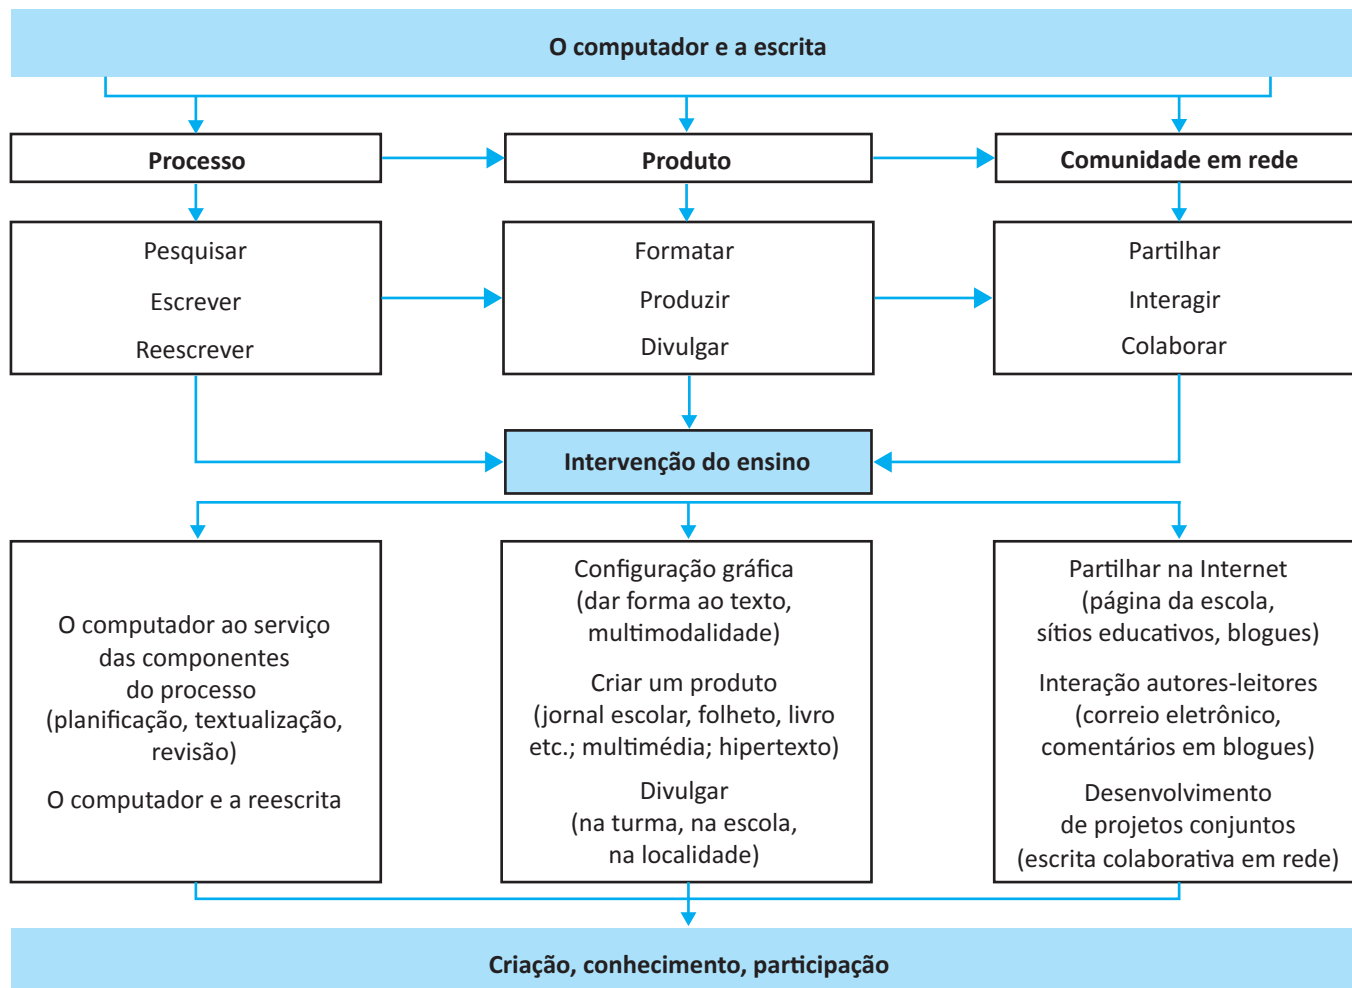 O computador e a escrita
Processo
Produto
Comunidade em rede
Pesquisar
Escrever
Reescrever
Formatar
Produzir
Divulgar
Partilhar
Interagir
Colaborar
Intervenção do ensino
O computador ao serviço
das componentes
do processo
(planificação, textualização,
revisão)
O computador e a reescrita
Configuração gráfica
(dar forma ao texto,
multimodalidade)
Criar um produto
(jornal escolar, folheto, livro
etc.; multimédia; hipertexto)
Divulgar
(na turma, na escola,
na localidade)
Partilhar na Internet
(página da escola,
sítios educativos, blogues)
Interação autores-leitores
(correio eletrônico,
comentários em blogues)
Desenvolvimento
de projetos conjuntos
(escrita colaborativa em rede)
Criação, conhecimento, participação